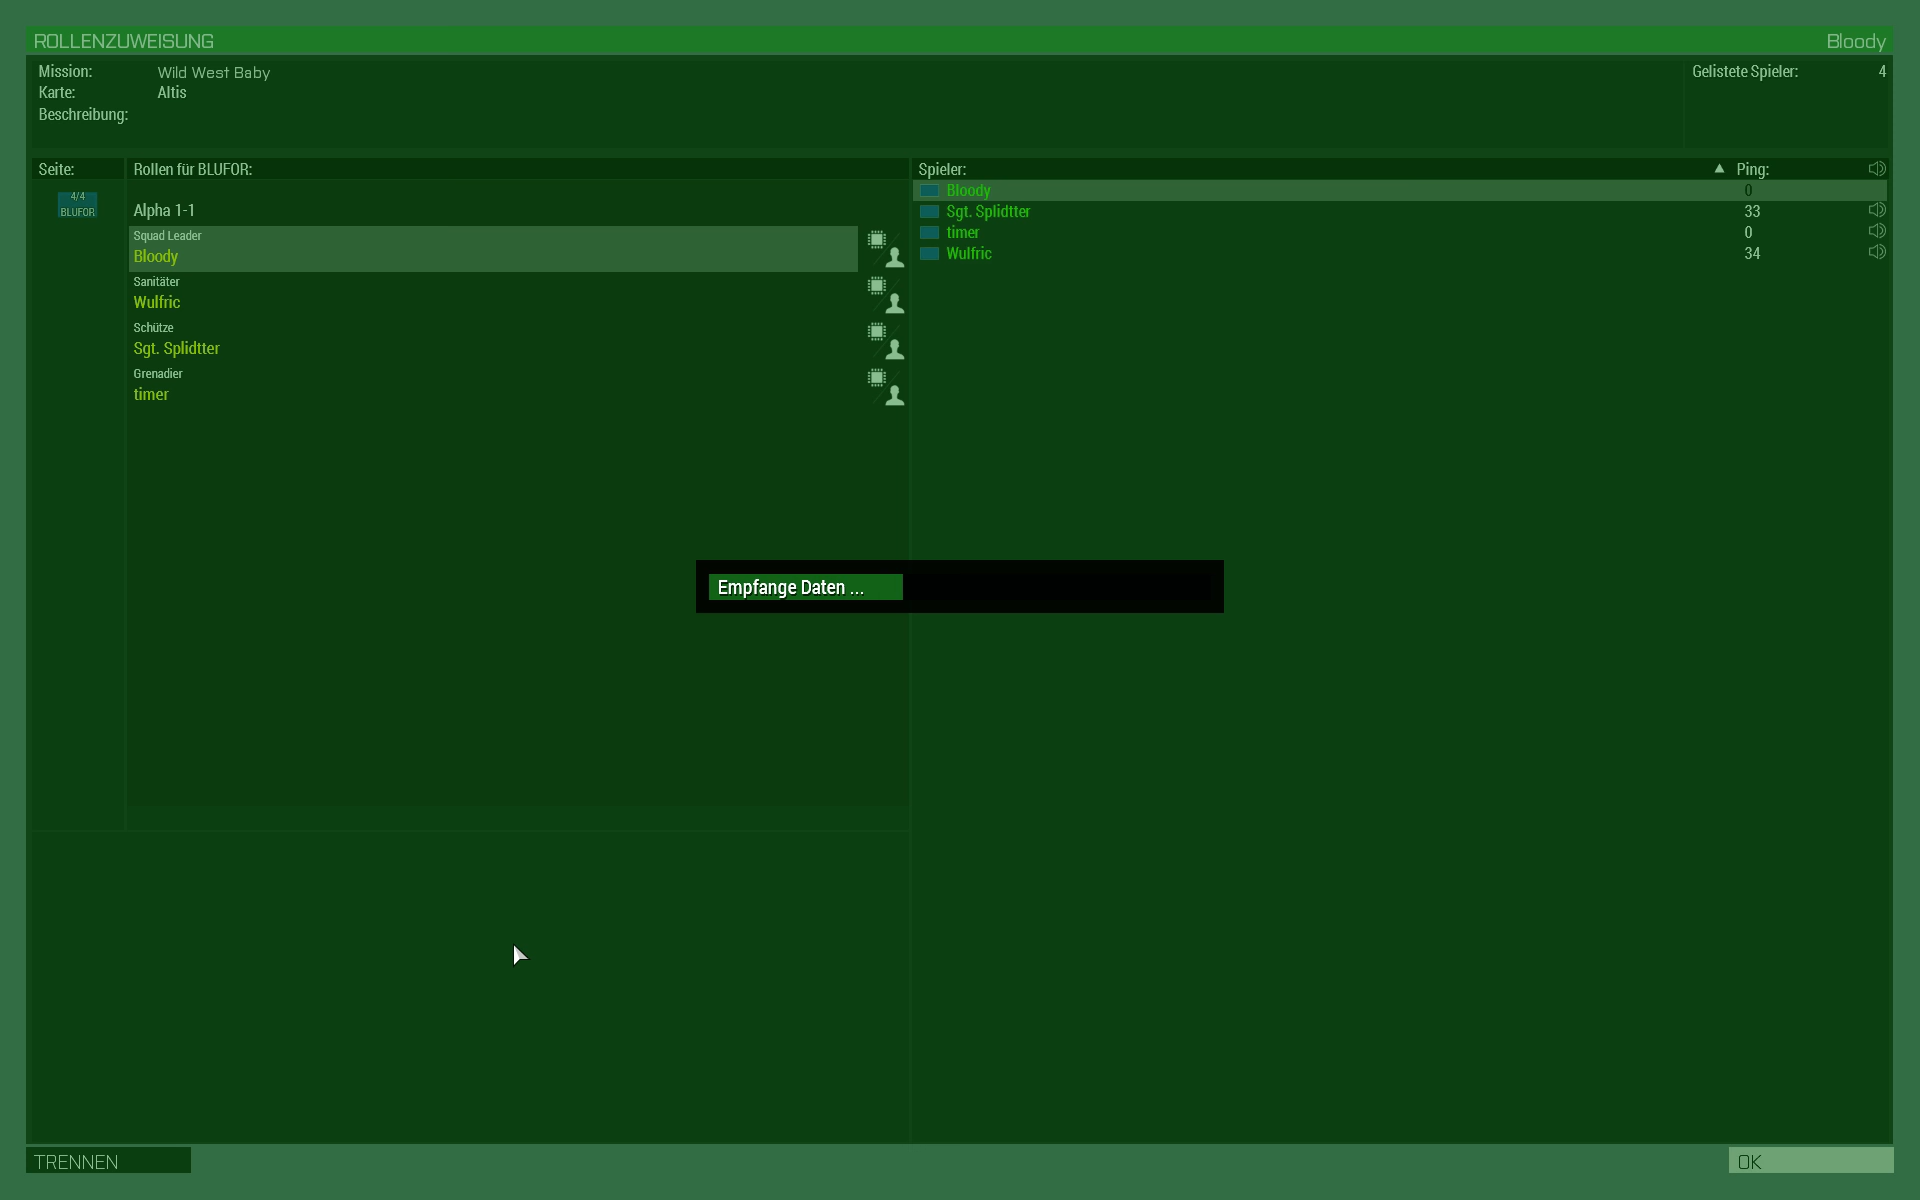 ROLLENZUWEISUNG Bloody
Mission: Wild West Baby Gelistete Spieler: 4
Karte: Altis
Beschreibung:
Seite: Rollen für BLUFOR: Spieler: Ping:
4/4
BLUFOR
Alpha 1-1
Squad Leader
Bloody
Sanitäter
Wulfric
Schütze
Sgt. Splidtter
Grenadier
timer
Bloody 0
Sgt. Splidtter 33
timer 0
Wulfric 34
Empfange Daten ...
TRENNEN OK